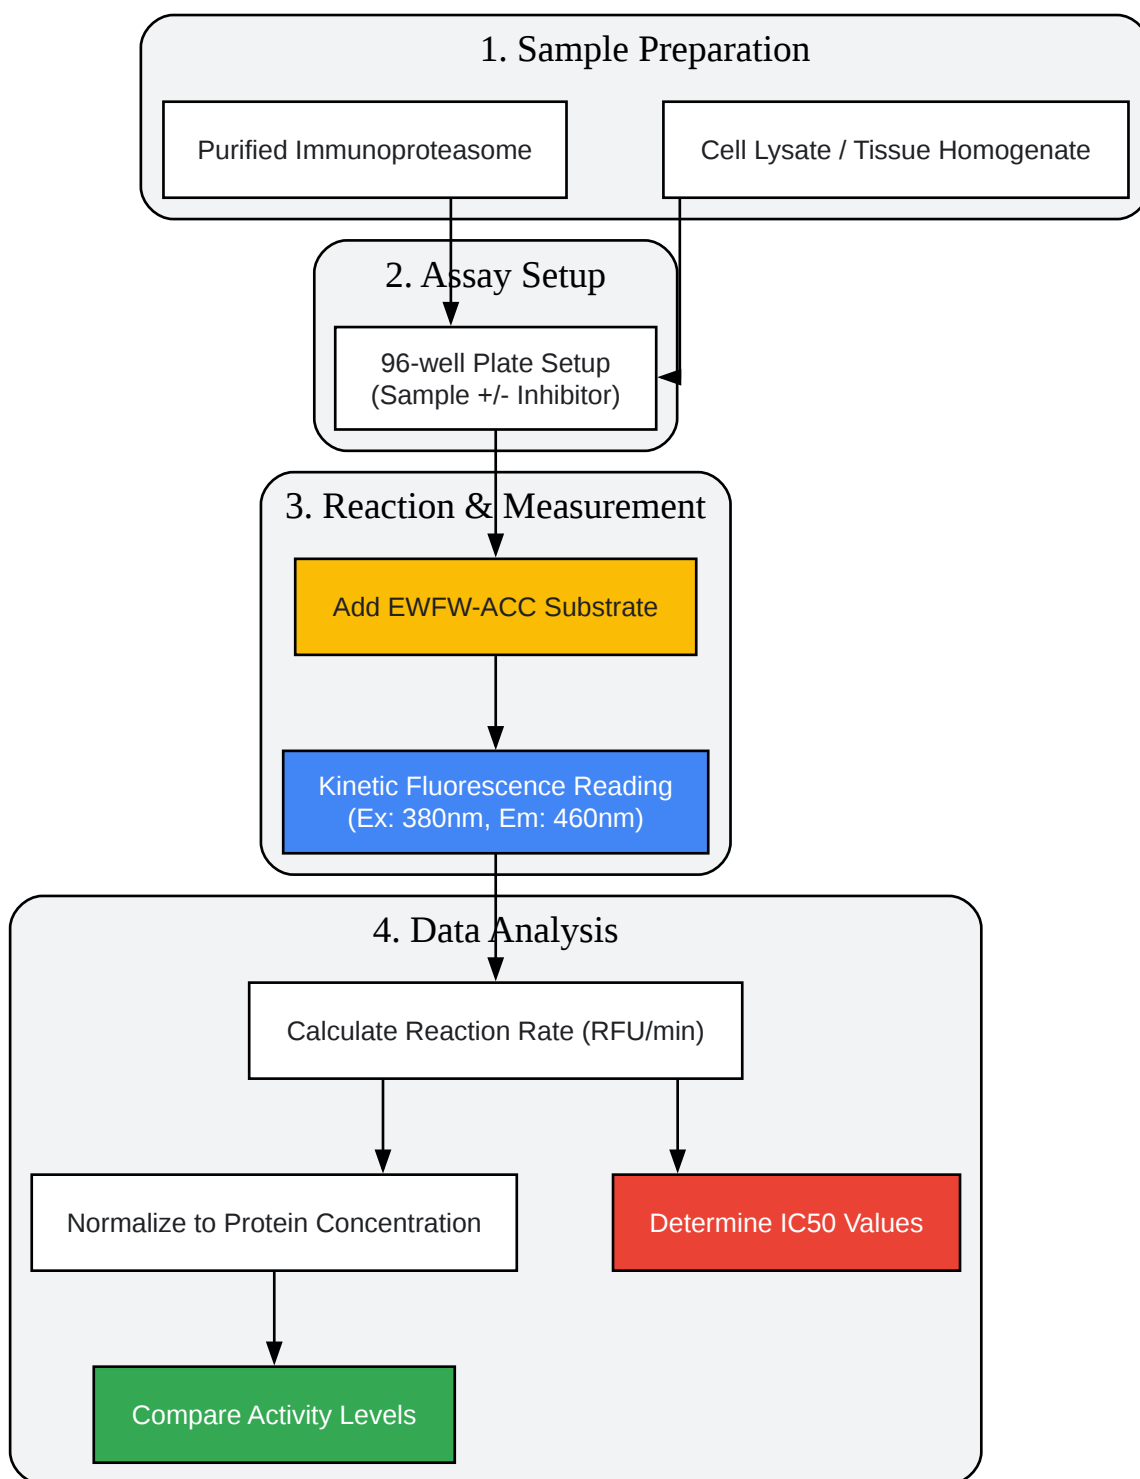 1. Sample Preparation
Purified Immunoproteasome
Cell Lysate / Tissue Homogenate
2. Assay Setup
96-well Plate Setup
(Sample +/- Inhibitor)
3. Reaction & Measurement
Add EWFW-ACC Substrate
Kinetic Fluorescence Reading
(Ex: 380nm, Em: 460nm)
4. Data Analysis
Calculate Reaction Rate (RFU/min)
Normalize to Protein Concentration
Determine IC50 Values
Compare Activity Levels